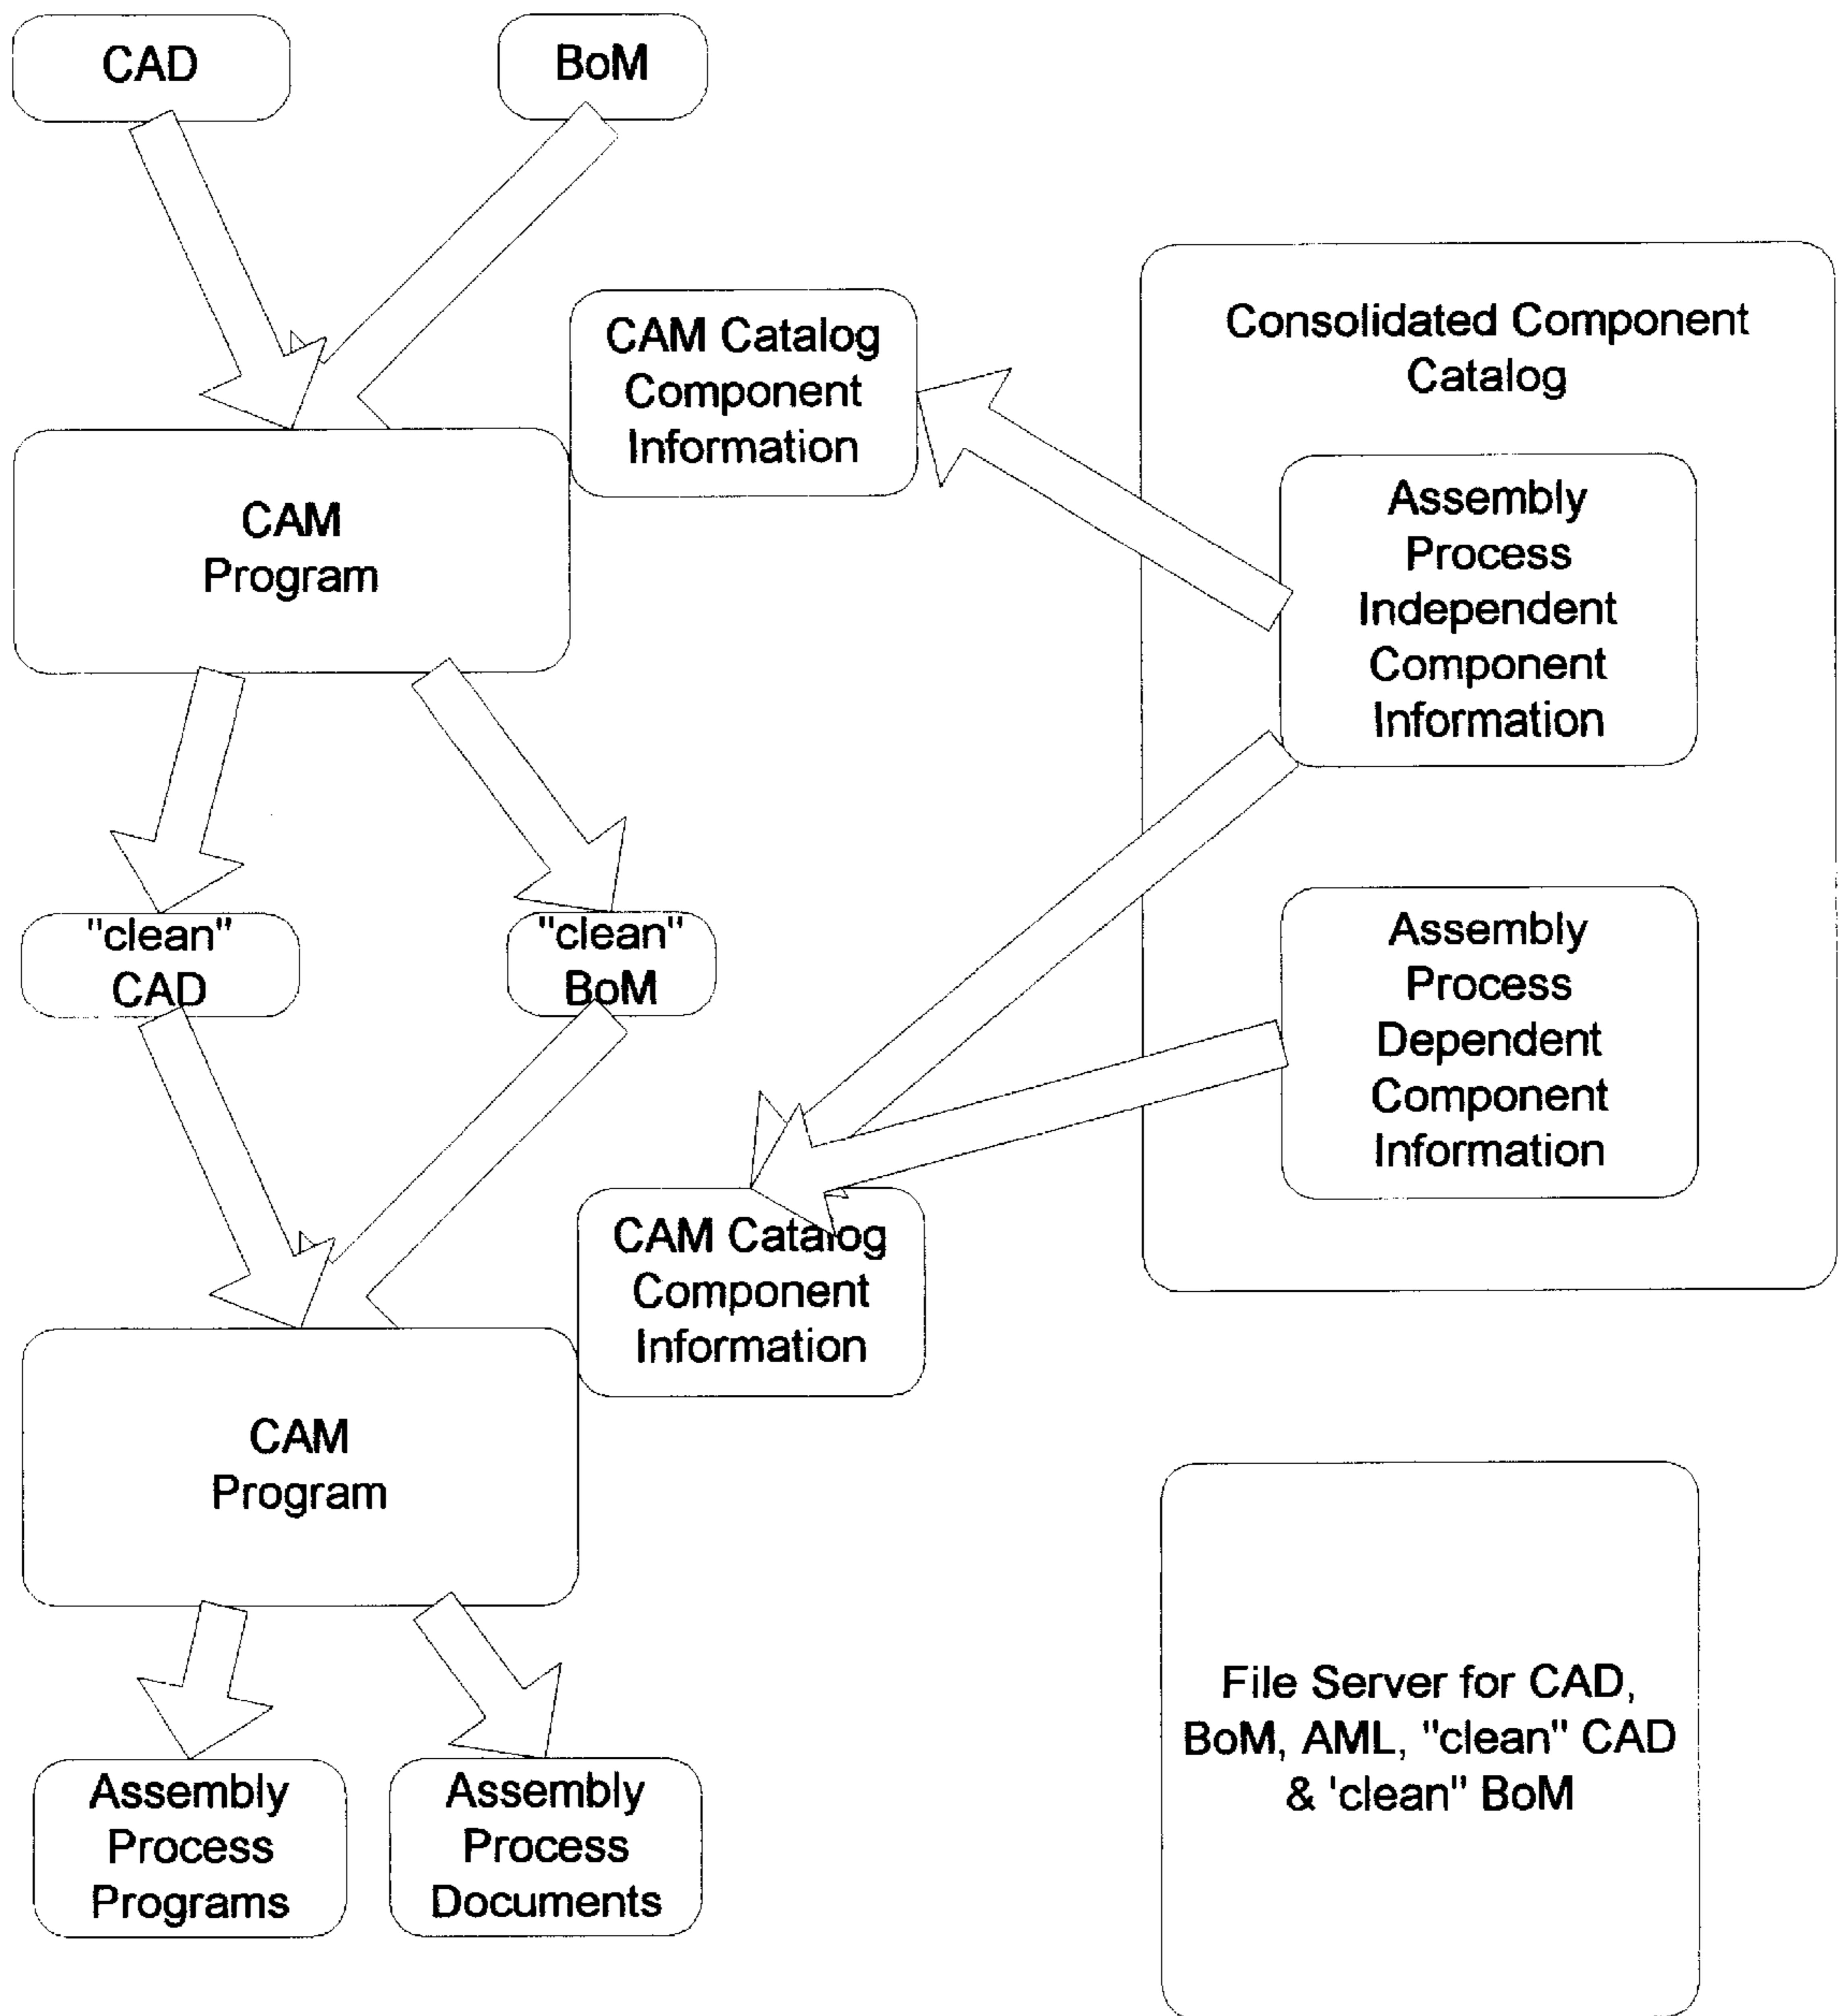 CAD
BoM
CAM Catalog
Component
Information
Consolidated Component
Catalog
CAM
Program
Assembly
Process
Independent
Component
Information
"clean"
CAD
"clean"
BoM
Assembly
Process
Dependent
Component
Information
CAM Catalog
Component
Information
CAM
Program
File Server for CAD,
BoM, AML, "clean" CAD
& 'clean" BoM
Assembly
Process
Programs
Assembly
Process
Documents